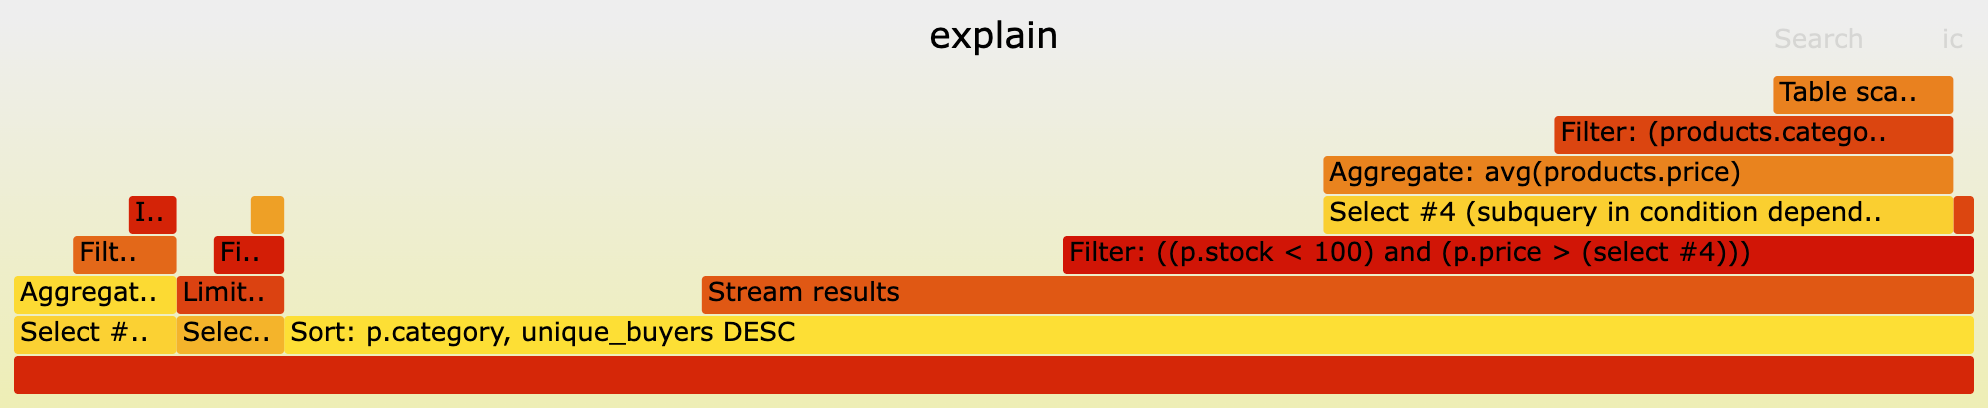 explain
Search ic
Table sca..
Filter: (products.catego..
Aggregate: avg(products.price)
I..
Select #4 (subquery in condition depend..
Filt..
Fi..
Filter: ((p.stock < 100) and (p.price > (select #4)))
Aggregat..
Limit..
Stream results
Select #..
Selec..
Sort: p.category, unique_buyers DESC